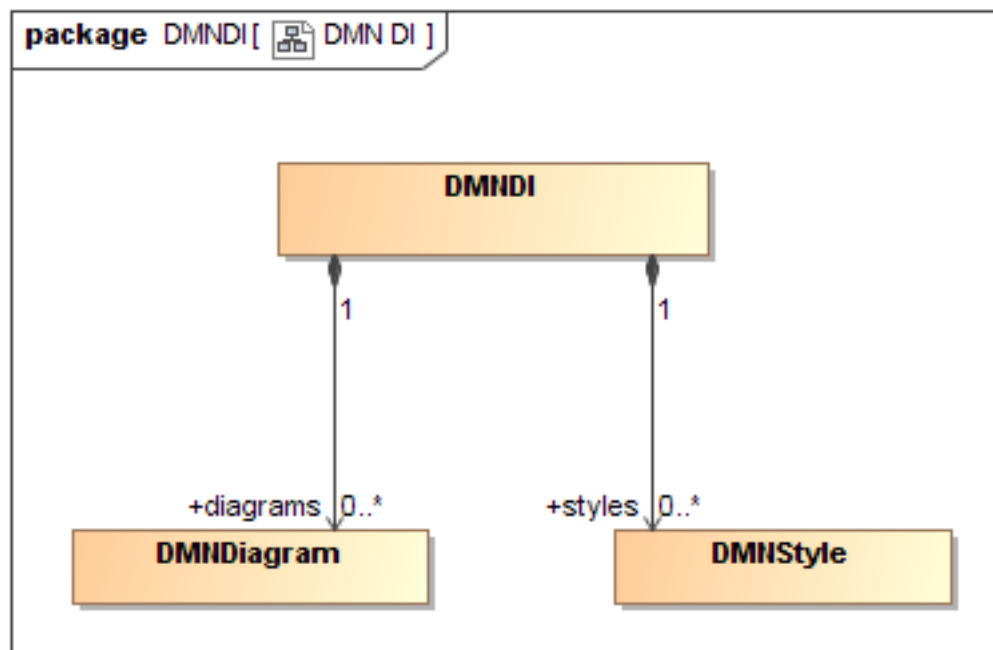 package DMNDI[ DMN DI ]
DMNDI
1 1
+diagrams 0..* +styles 0..*
DMNDiagram DMNStyle